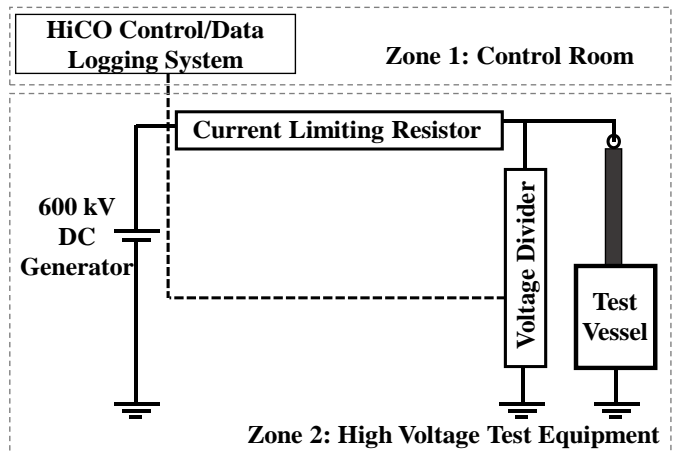 HiCO Control/Data
Logging System
Zone 1: Control Room
Current Limiting Resistor
600 kV
DC
Generator
Voltage Divider
Test
Vessel
Zone 2: High Voltage Test Equipment